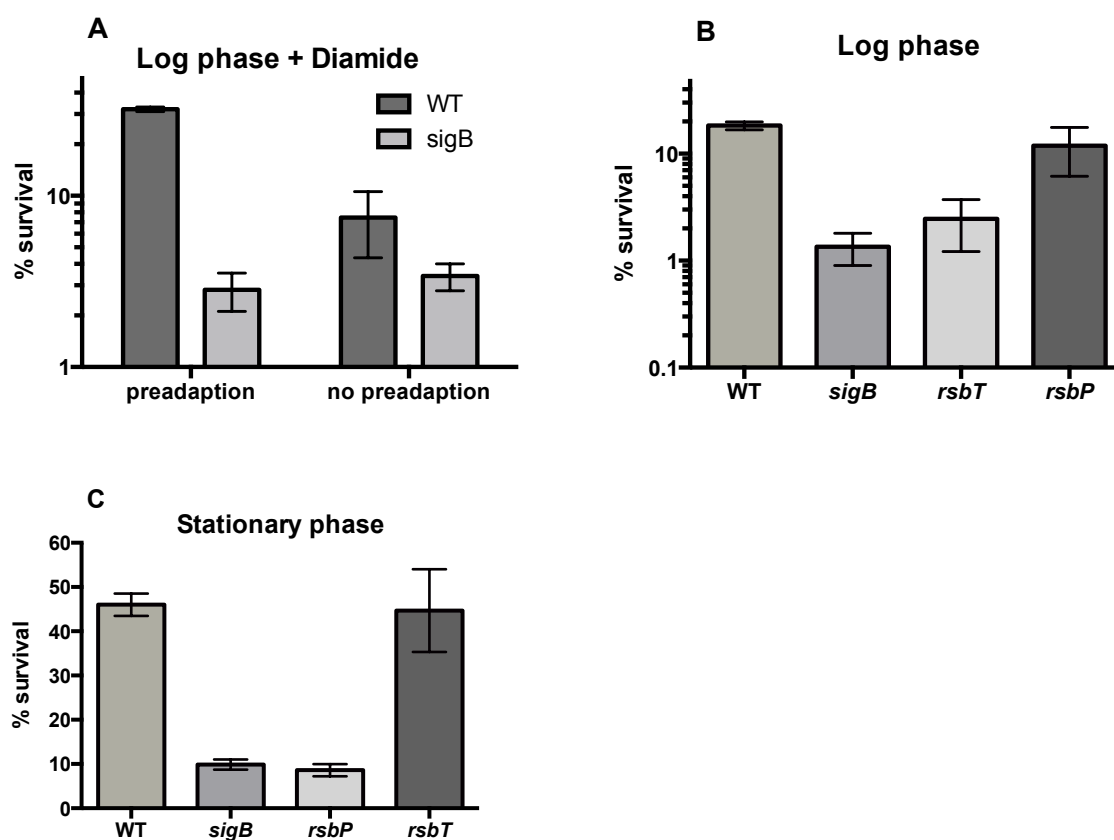 A
Log phase + Diamide
WT
sigB
% survival
10
1
preadaption no preadaption
B
Log phase
% survival
10
1
0.1
WT sigB rsbT rsbP
C
Stationary phase
% survival
60
50
40
30
20
10
0
WT sigB rsbP rsbT